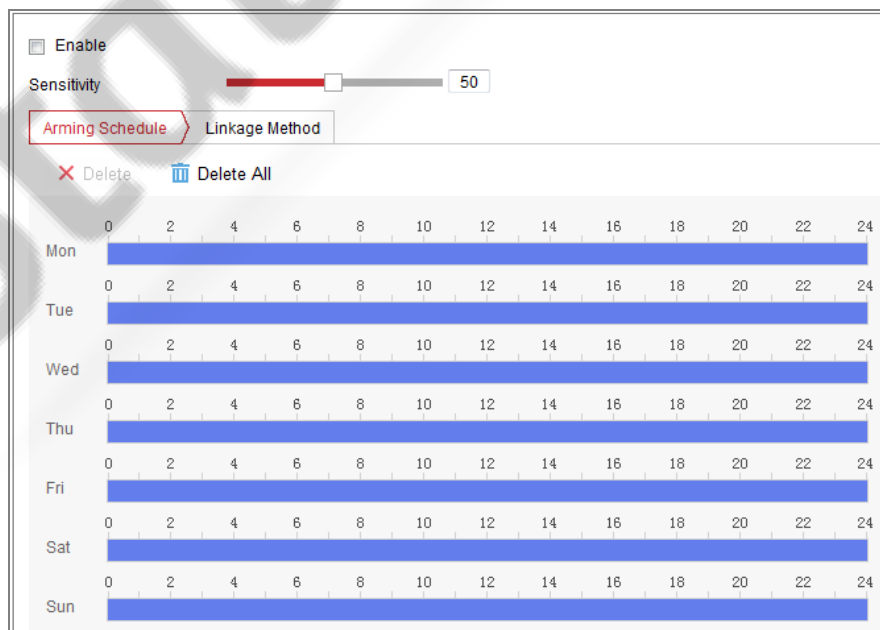 Enable
Sensitivity 50
Arming Schedule Linkage Method
Delete Delete All
0 2 4 6 8 10 12 14 16 18 20 22 24
Mon
0 2 4 6 8 10 12 14 16 18 20 22 24
Tue
0 2 4 6 8 10 12 14 16 18 20 22 24
Wed
0 2 4 6 8 10 12 14 16 18 20 22 24
Thu
0 2 4 6 8 10 12 14 16 18 20 22 24
Fri
0 2 4 6 8 10 12 14 16 18 20 22 24
Sat
0 2 4 6 8 10 12 14 16 18 20 22 24
Sun